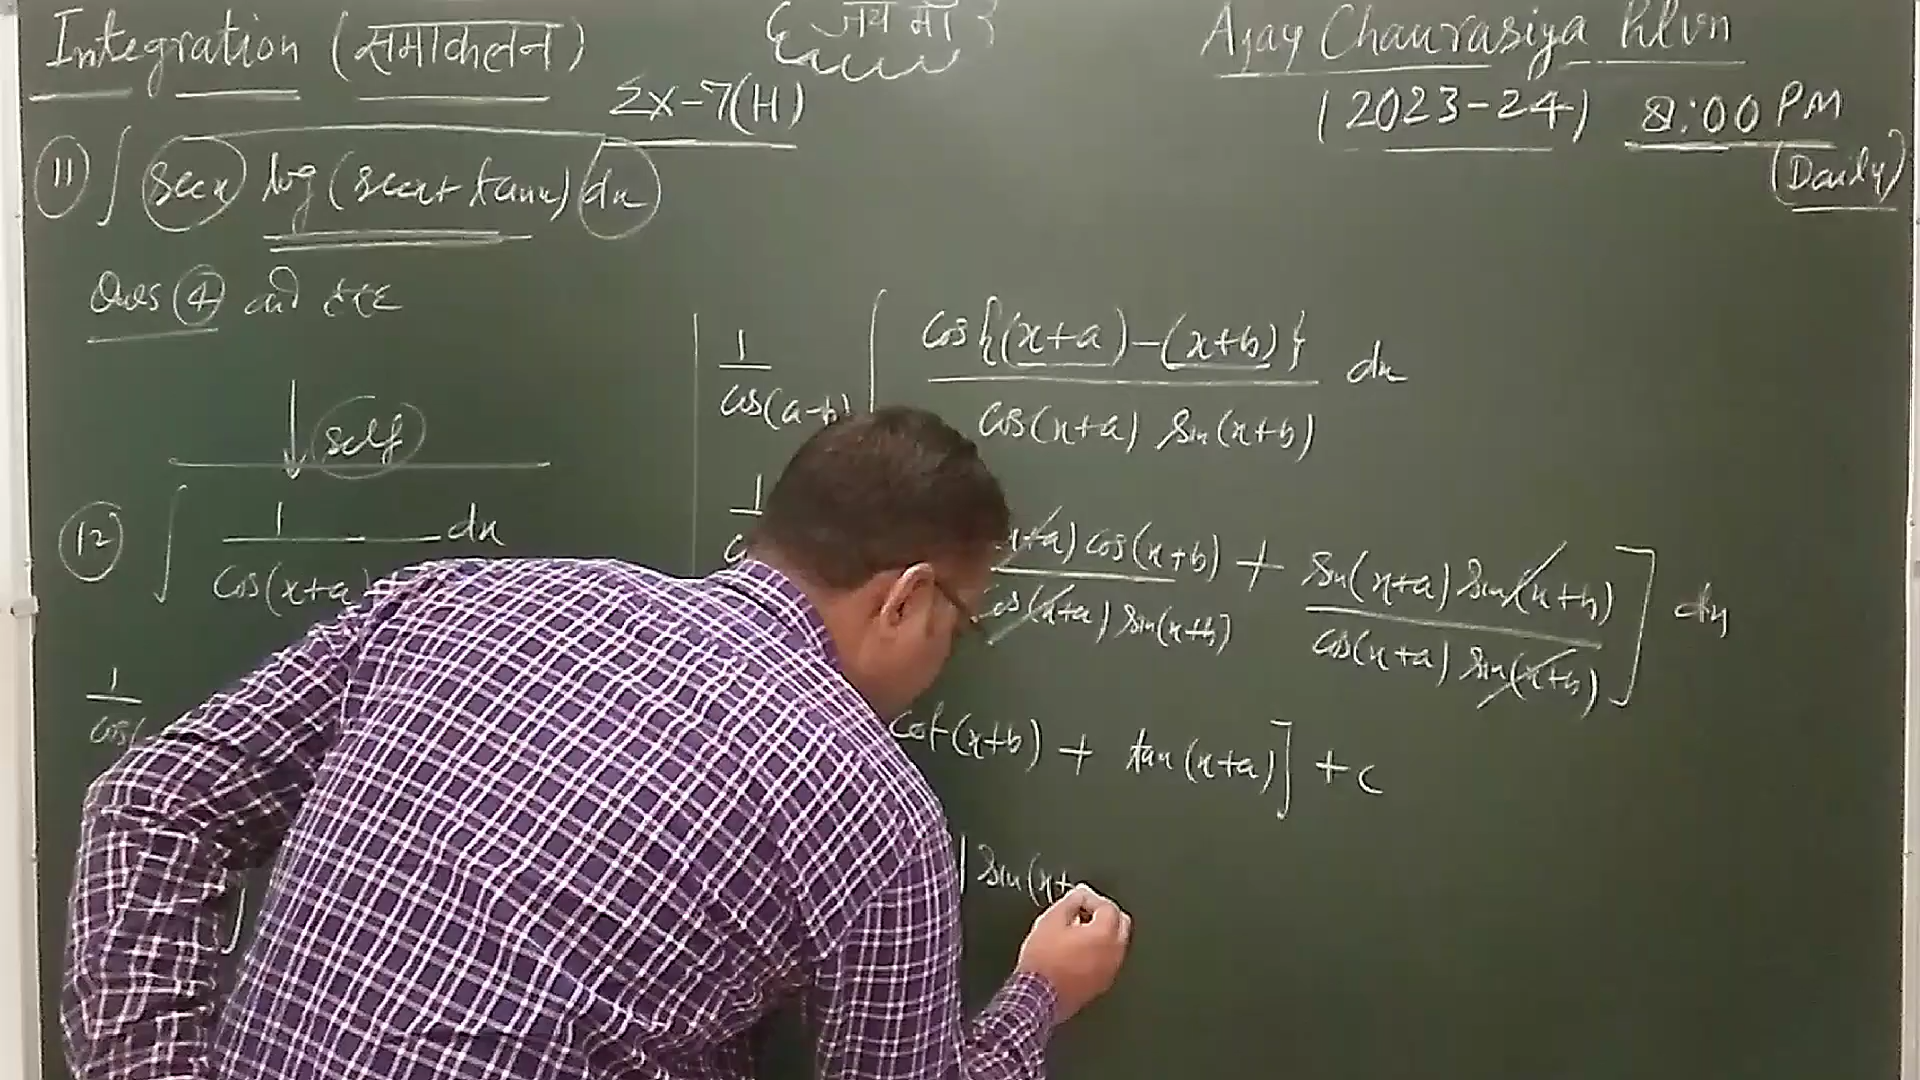 Integration (समाकलन)
{ जय माँ }
Ajay Chaurasiya
Ex-7(H)
(2023-24) 8:00 PM
(Daily)
(11) ∫ secx log(secx + tanx) dx
Ques (4) की तरह
↓ self
(12) ∫ 1/cos(x+a) dx
1/cos(
1/cos(a-b) ∫ cos{(x+a)-(x+b)} / cos(x+a) sin(x+b) dx
x+a) cos(x+b) / cos(x+a) sin(x+b) + sin(x+a) sin(x+b) / cos(x+a) sin(x+b) ] dx
cot(x+b) + tan(x+a) ] + c
| sin(x+